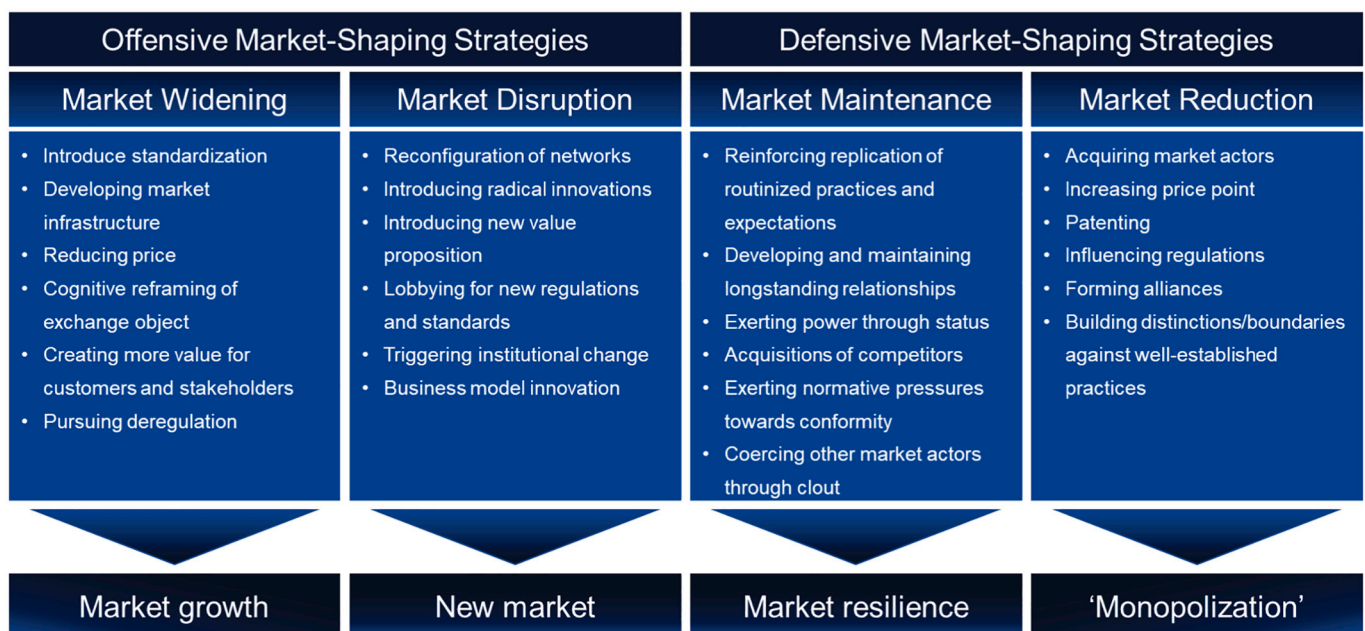 Offensive Market-Shaping Strategies
Defensive Market-Shaping Strategies
Market Widening
• Introduce standardization
• Developing market
infrastructure
• Reducing price
• Cognitive reframing of
exchange object
• Creating more value for
customers and stakeholders
• Pursuing deregulation
Market growth
Market Disruption
• Reconfiguration of networks
• Introducing radical innovations
• Introducing new value
proposition
• Lobbying for new regulations
and standards
• Triggering institutional change
• Business model innovation
New market
Market Maintenance
• Reinforcing replication of
routinized practices and
expectations
• Developing and maintaining
longstanding relationships
• Exerting power through status
• Acquisitions of competitors
• Exerting normative pressures
towards conformity
• Coercing other market actors
through clout
Market resilience
Market Reduction
• Acquiring market actors
• Increasing price point
• Patenting
• Influencing regulations
• Forming alliances
• Building distinctions/boundaries
against well-established
practices
‘Monopolization’